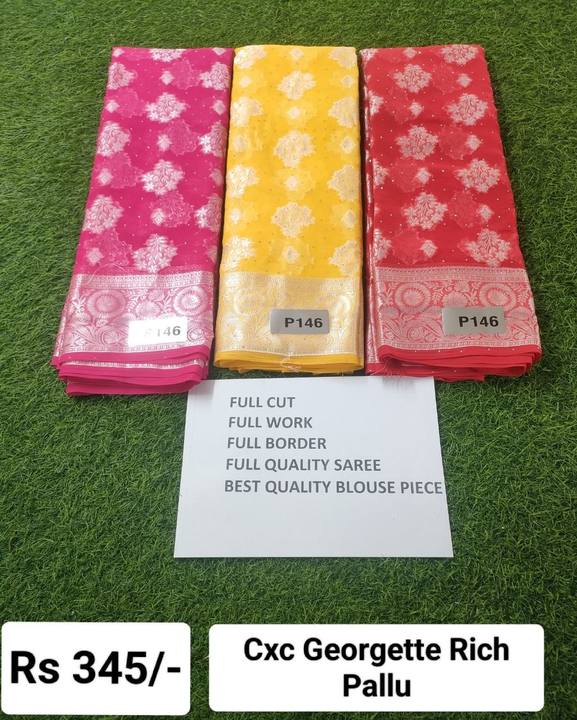 P146
P146
P146
FULL CUT
FULL WORK
FULL BORDER
FULL QUALITY SAREE
BEST QUALITY BLOUSE PIECE
Rs 345/-
Cxc Georgette Rich
Pallu